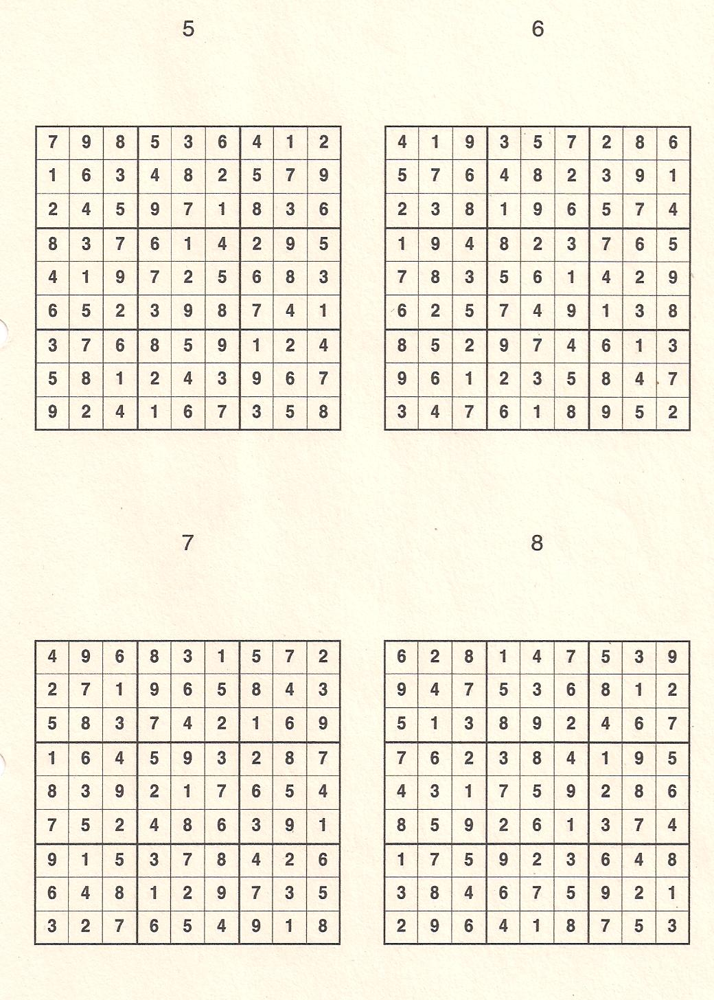 5
7 9 8 5 3 6 4 1 2
1 6 3 4 8 2 5 7 9
2 4 5 9 7 1 8 3 6
8 3 7 6 1 4 2 9 5
4 1 9 7 2 5 6 8 3
6 5 2 3 9 8 7 4 1
3 7 6 8 5 9 1 2 4
5 8 1 2 4 3 9 6 7
9 2 4 1 6 7 3 5 8
6
4 1 9 3 5 7 2 8 6
5 7 6 4 8 2 3 9 1
2 3 8 1 9 6 5 7 4
1 9 4 8 2 3 7 6 5
7 8 3 5 6 1 4 2 9
6 2 5 7 4 9 1 3 8
8 5 2 9 7 4 6 1 3
9 6 1 2 3 5 8 4 7
3 4 7 6 1 8 9 5 2
7
4 9 6 8 3 1 5 7 2
2 7 1 9 6 5 8 4 3
5 8 3 7 4 2 1 6 9
1 6 4 5 9 3 2 8 7
8 3 9 2 1 7 6 5 4
7 5 2 4 8 6 3 9 1
9 1 5 3 7 8 4 2 6
6 4 8 1 2 9 7 3 5
3 2 7 6 5 4 9 1 8
8
6 2 8 1 4 7 5 3 9
9 4 7 5 3 6 8 1 2
5 1 3 8 9 2 4 6 7
7 6 2 3 8 4 1 9 5
4 3 1 7 5 9 2 8 6
8 5 9 2 6 1 3 7 4
1 7 5 9 2 3 6 4 8
3 8 4 6 7 5 9 2 1
2 9 6 4 1 8 7 5 3